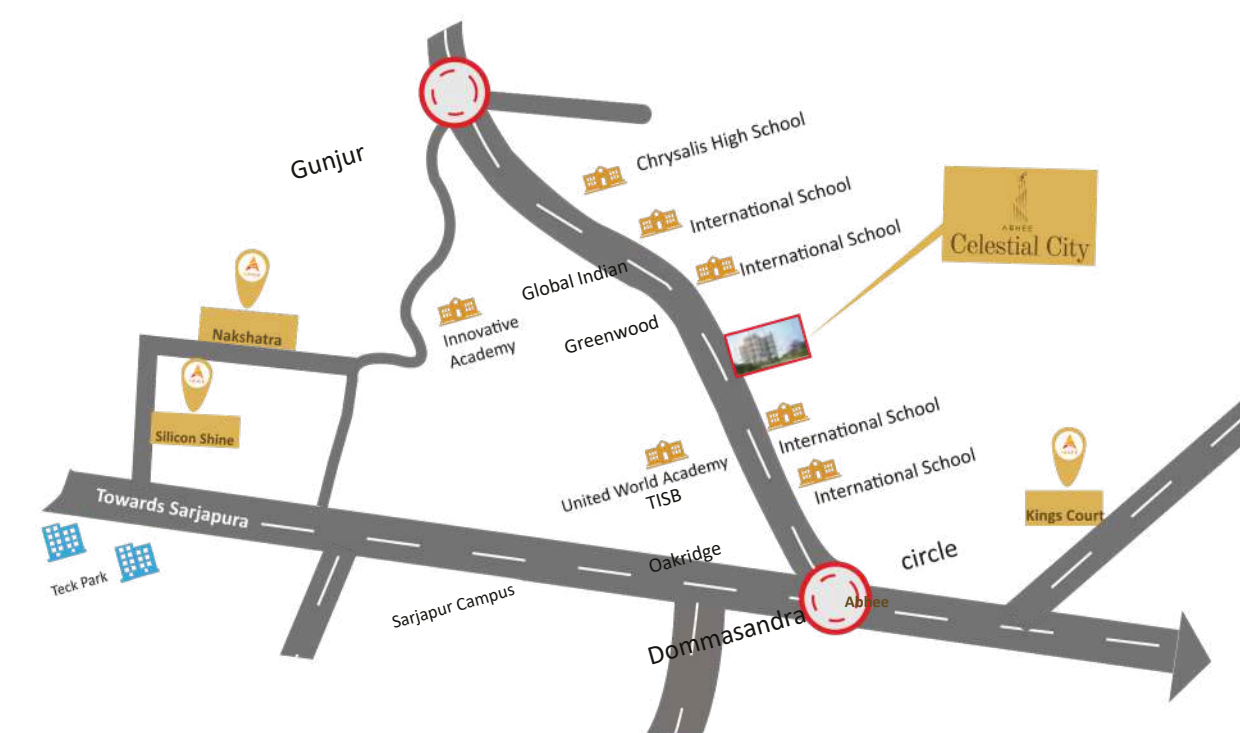 Gunjur
Chrysalis High School
International School
International School
ABHEE
Celestial City
Global Indian
Greenwood
Innovative
Academy
Nakshatra
Silicon Shine
International School
International School
United World Academy
TISB
Kings Court
Towards Sarjapura
Teck Park
Oakridge
circle
Sarjapur Campus
Abhee
Dommasandra